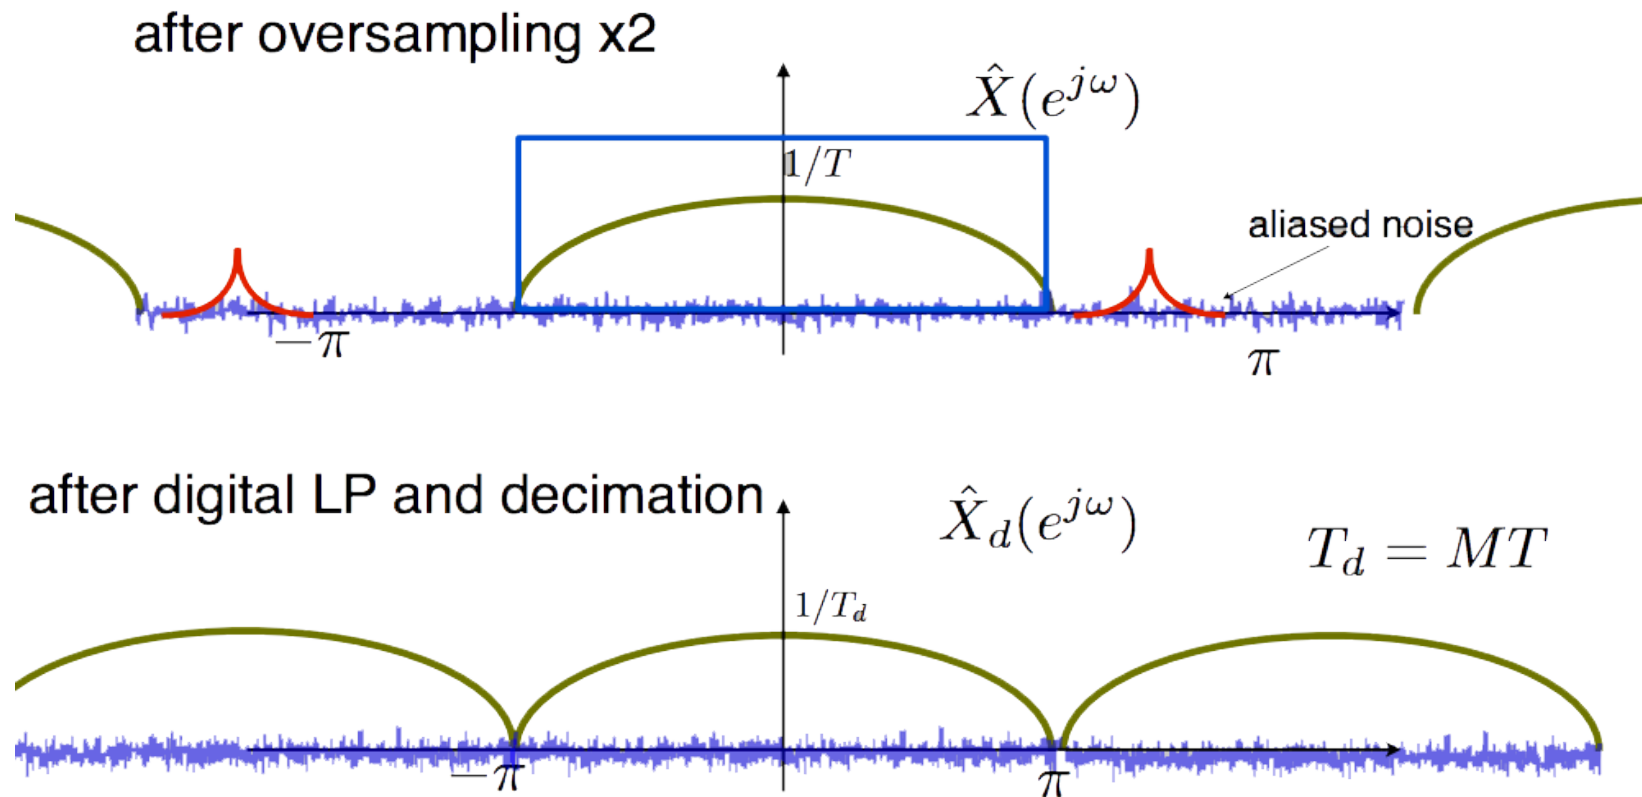 after oversampling x2
X̂(e^{jω})
1/T
aliased noise
−π
π
after digital LP and decimation
X̂_d(e^{jω})
T_d = MT
1/T_d
−π
π